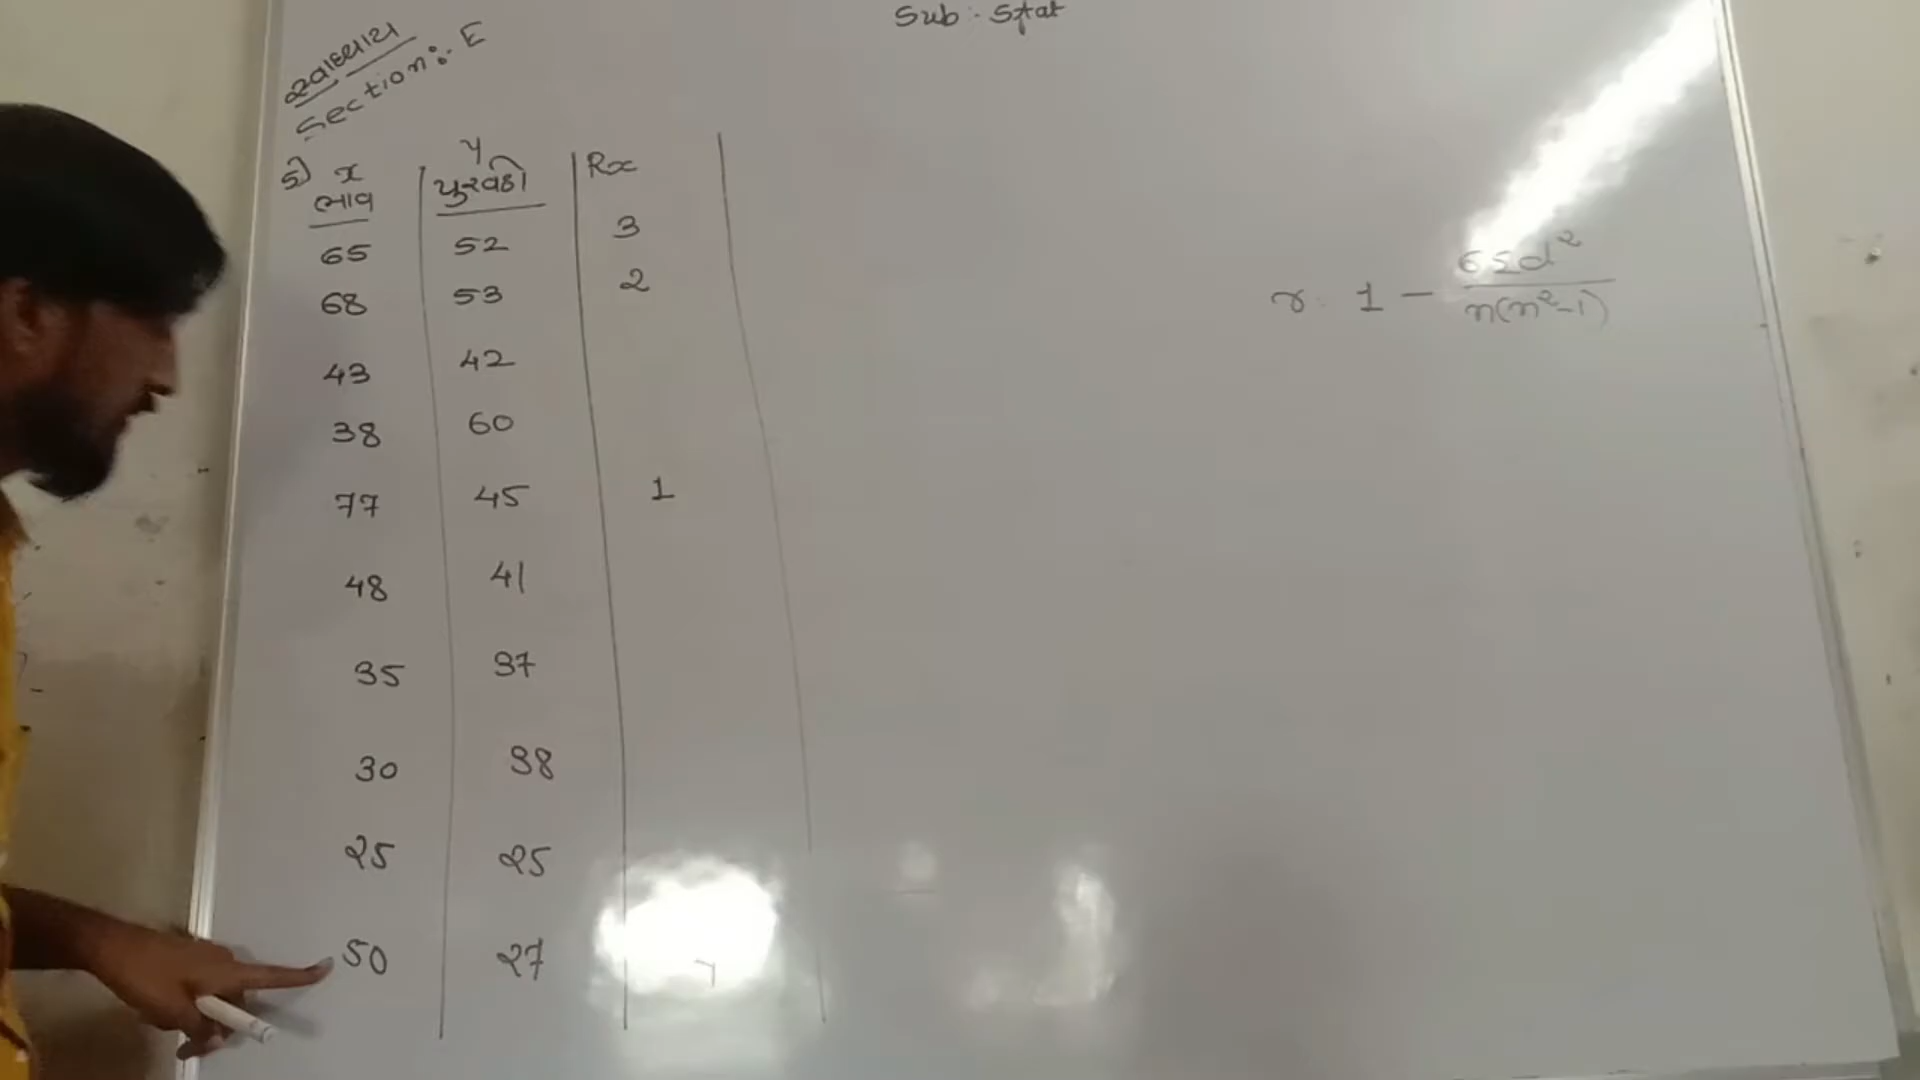 Sub :- Stat
સ્વાધ્યાય
Section :- E
5) x y Rx
ભાવ પુરવઠો
65 52 3
68 53 2
43 42
38 60
77 45 1
48 41
35 37
30 38
25 25
50 27
r : 1 - 6Σd² / n(n²-1)